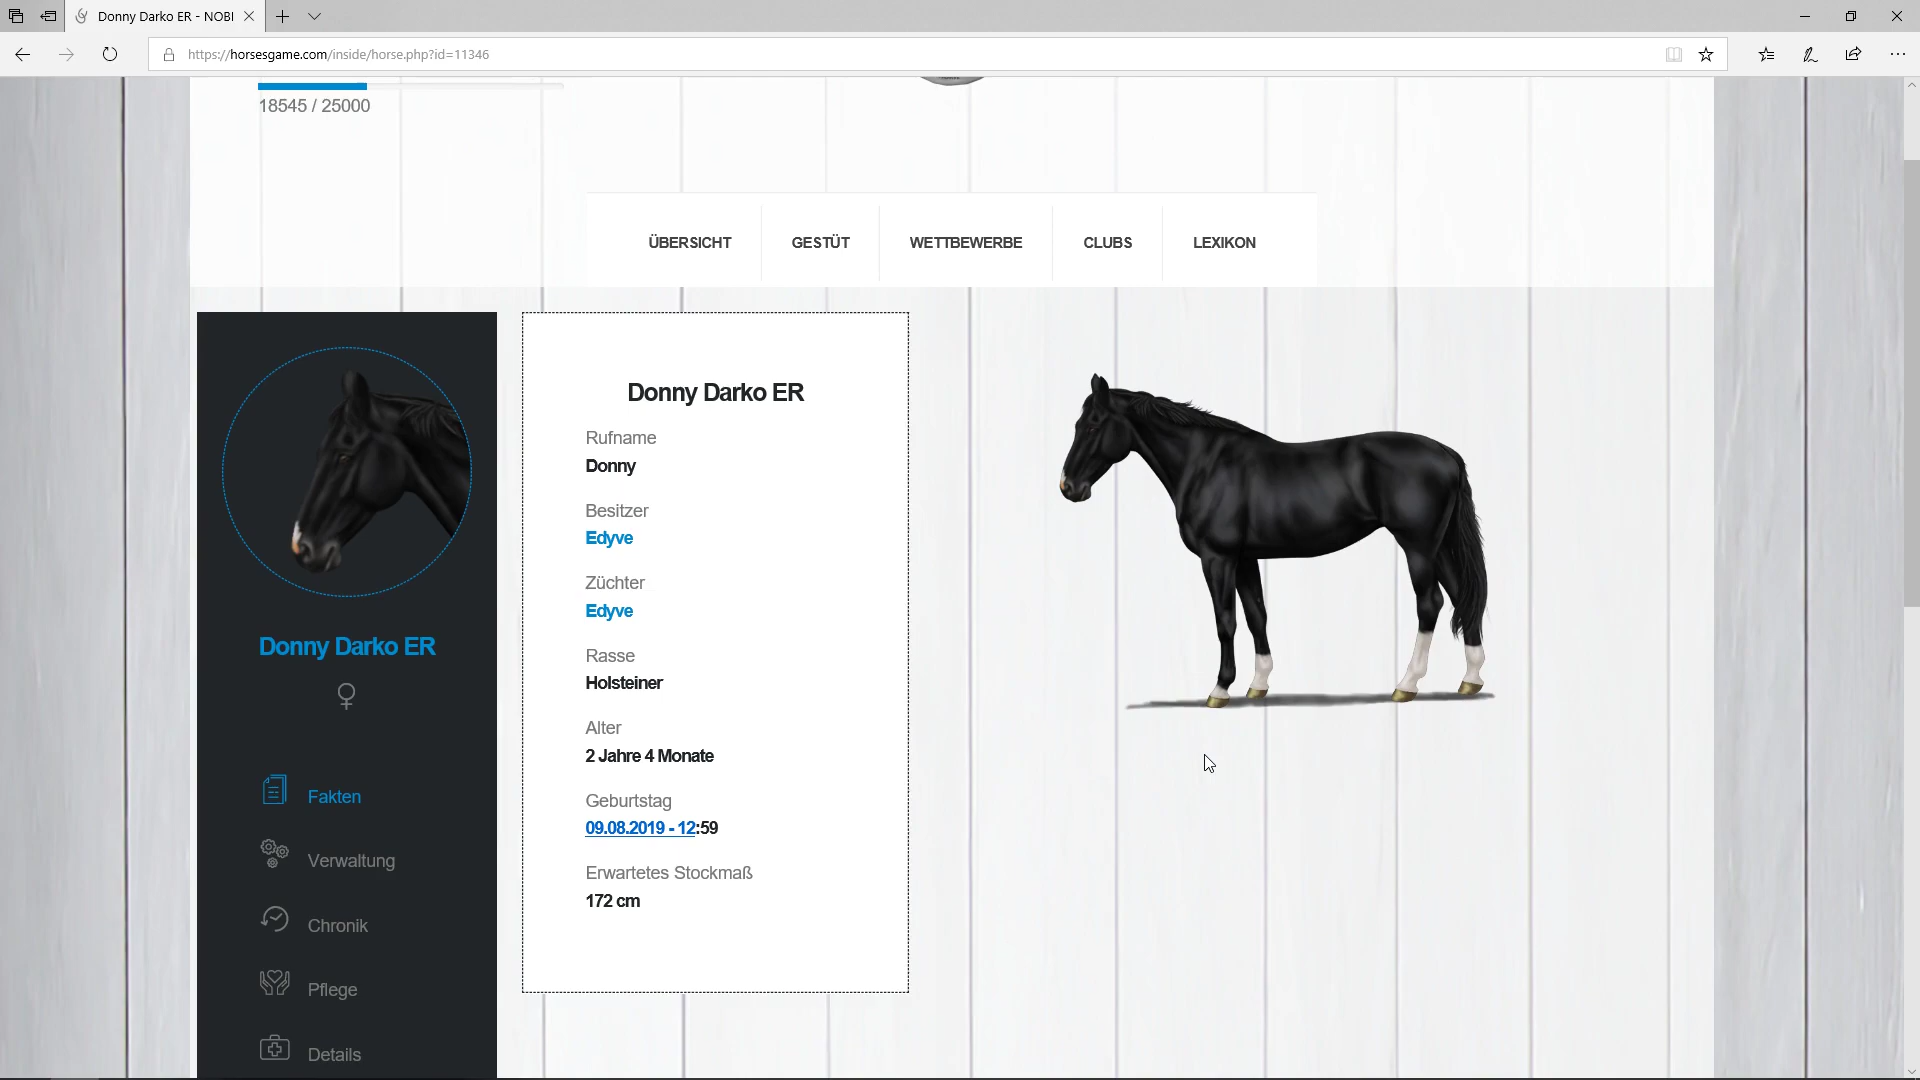 Donny Darko ER - NOBI
https://horsesgame.com/inside/horse.php?id=11346
18545 / 25000
ÜBERSICHT
GESTÜT
WETTBEWERBE
CLUBS
LEXIKON
Donny Darko ER
Fakten
Verwaltung
Chronik
Pflege
Details
Donny Darko ER
Rufname
Donny
Besitzer
Edyve
Züchter
Edyve
Rasse
Holsteiner
Alter
2 Jahre 4 Monate
Geburtstag
09.08.2019 - 12:59
Erwartetes Stockmaß
172 cm